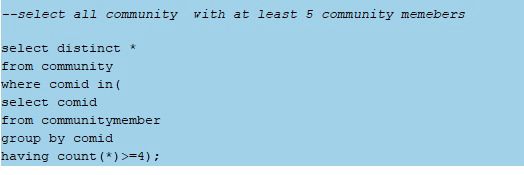 --select all community with at least 5 community memebers
select distinct *
from community
where comid in(
select comid
from communitymember
group by comid
having count(*)>=4);